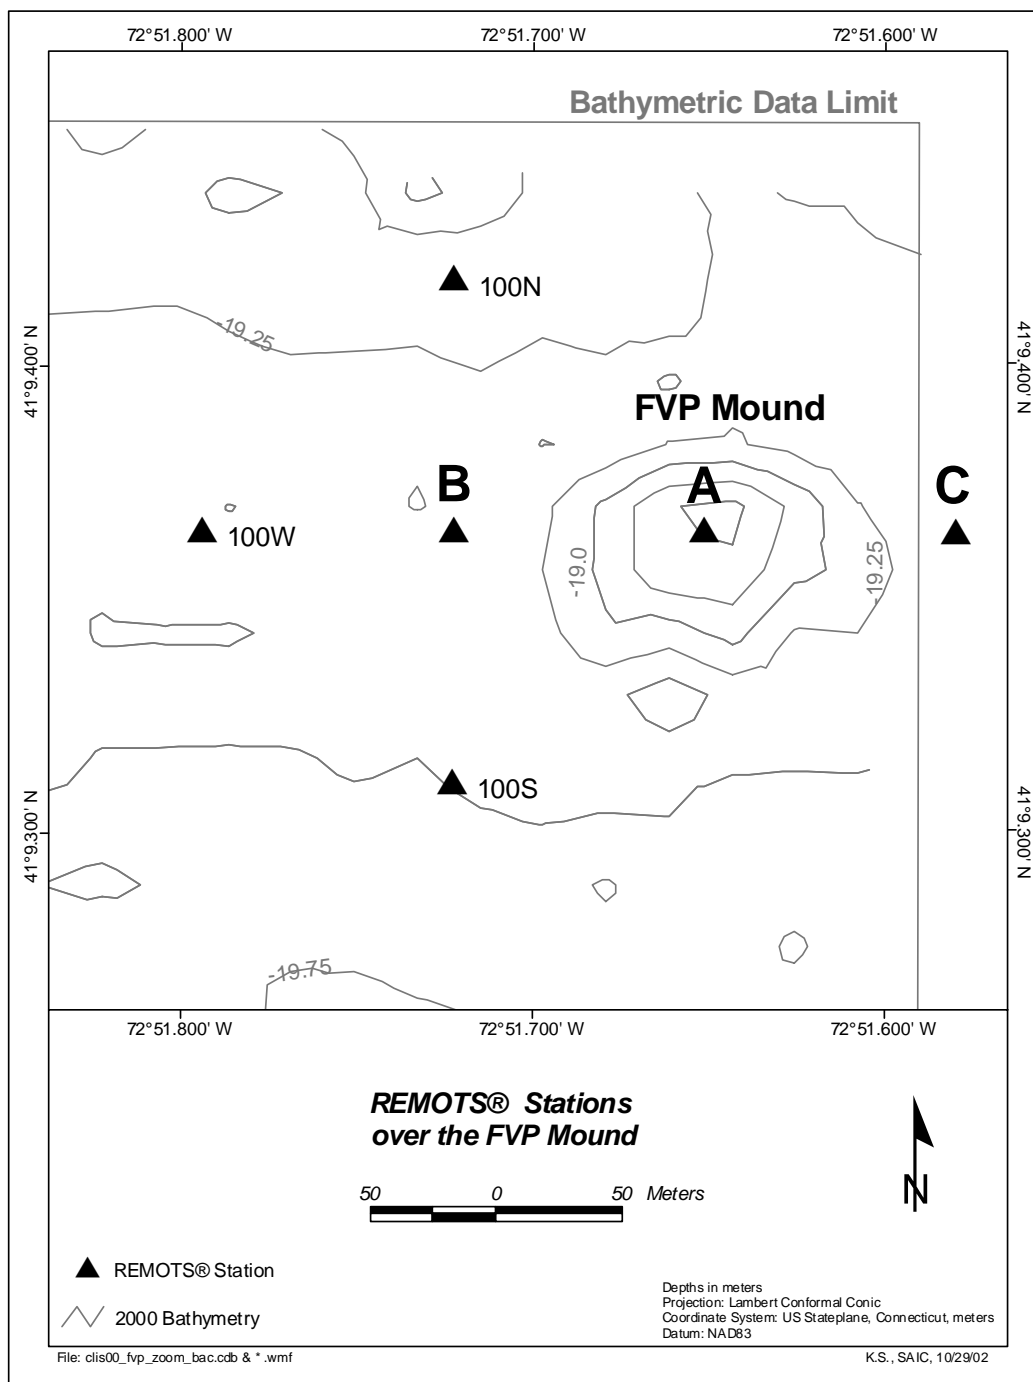 72°51.800' W
72°51.700' W
72°51.600' W
Bathymetric Data Limit
100N
-19.25
41°9.400' N
41°9.400' N
FVP Mound
B
A
C
100W
-19.0
-19.25
100S
41°9.300' N
41°9.300' N
-19.75
72°51.800' W
72°51.700' W
72°51.600' W
REMOTS® Stations
over the FVP Mound
50 0 50 Meters
N
REMOTS® Station
2000 Bathymetry
Depths in meters
Projection: Lambert Conformal Conic
Coordinate System: US Stateplane, Connecticut, meters
Datum: NAD83
File: clis00_fvp_zoom_bac.cdb & *.wmf
K.S., SAIC, 10/29/02